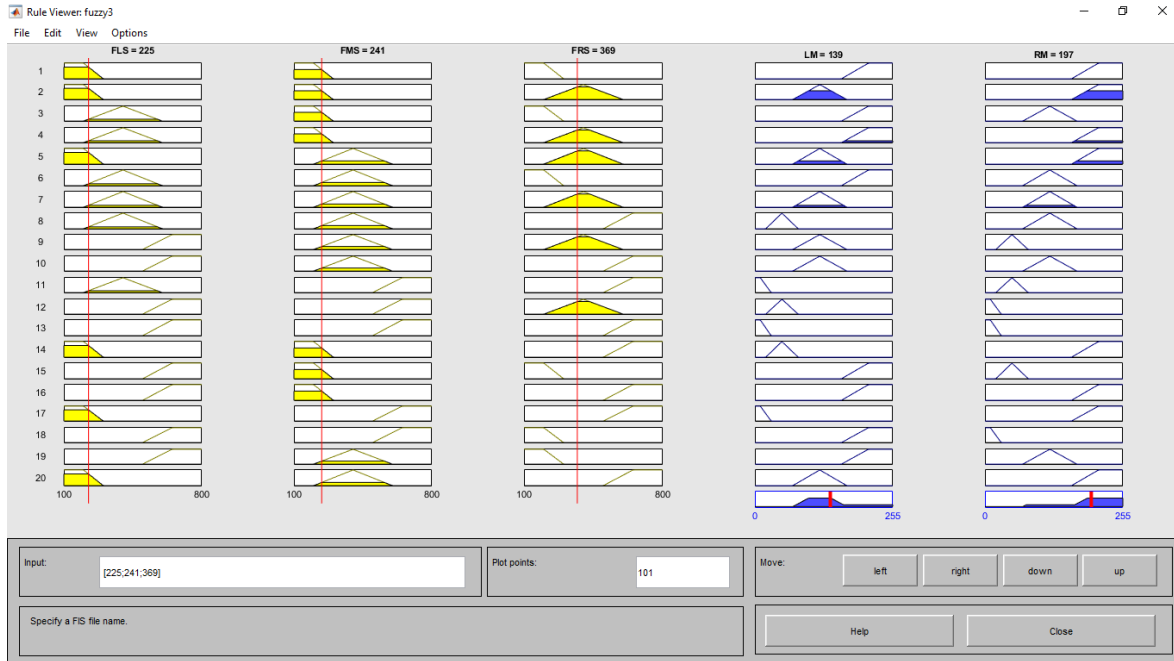 Rule Viewer: fuzzy3
File Edit View Options
FLS = 225 FMS = 241 FRS = 369 LM = 139 RM = 197
1
2
3
4
5
6
7
8
9
10
11
12
13
14
15
16
17
18
19
20
100 800 100 800 100 800
0 255 0 255
Input: [225;241;369] Plot points: 101 Move: left right down up
Specify a FIS file name. Help Close